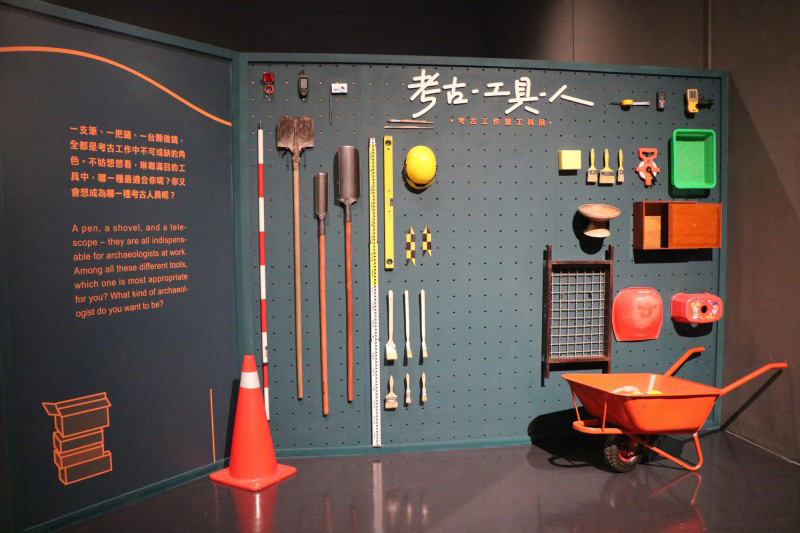 一支筆、一把鏟、一台顯微鏡，
全都是考古工作中不可或缺的角
色。不妨想想看，琳瑯滿目的工
具中，哪一種最適合你呢？你又
會想成為哪一種考古人員呢？
A pen, a shovel, and a tele-
scope – they are all indispens-
able for archaeologists at work.
Among all these different tools,
which one is most appropriate
for you? What kind of archaeol-
ogist do you want to be?
考古・工具・人
・考古工作暨工具展・